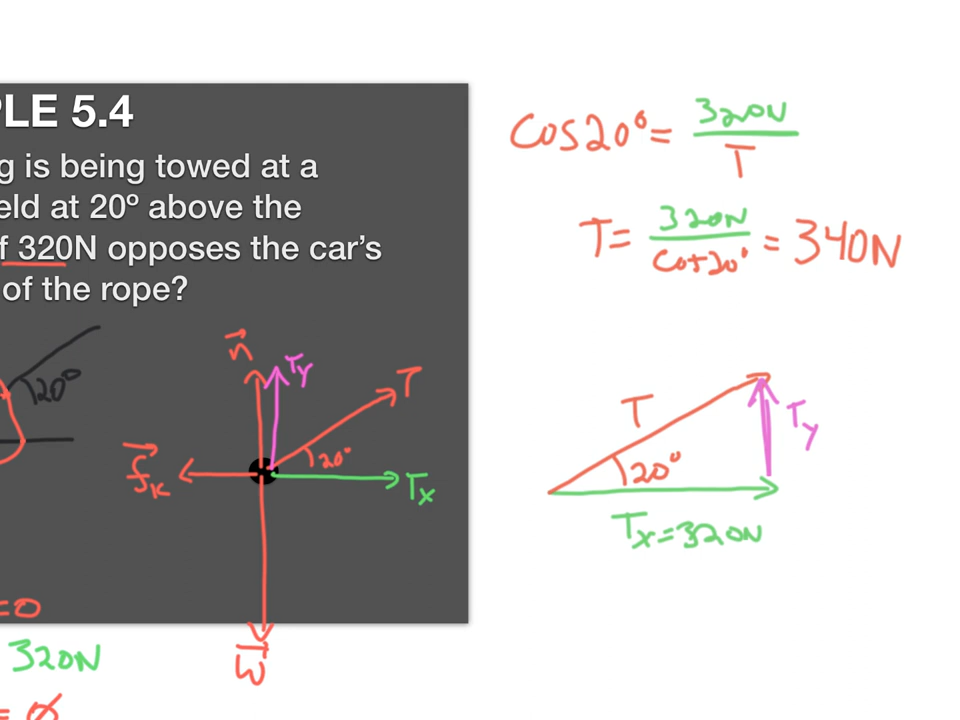 PLE 5.4
g is being towed at a
eld at 20º above the
f 320N opposes the car's
of the rope?
20°
n
Ty
T
20°
fk
Tx
w
=0
320N
= 0
cos20°= 320N
T
T= 320N = 340N
cos20°
T
Ty
20°
Tx=320N